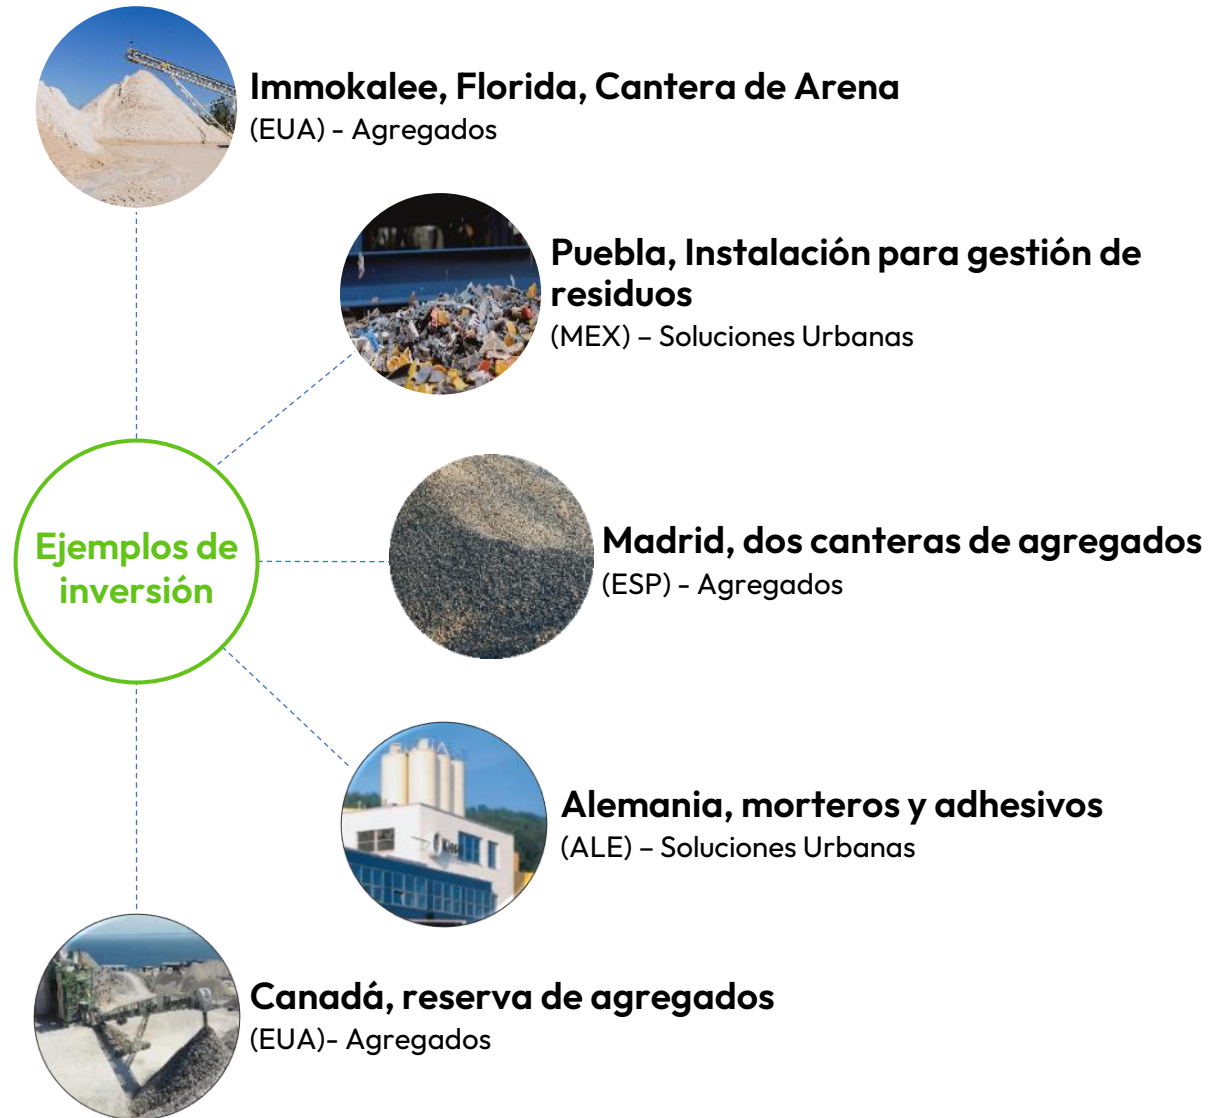 Immokalee, Florida, Cantera de Arena
(EUA) - Agregados
Puebla, Instalación para gestión de
residuos
(MEX) – Soluciones Urbanas
Ejemplos de
inversión
Madrid, dos canteras de agregados
(ESP) - Agregados
Alemania, morteros y adhesivos
(ALE) – Soluciones Urbanas
Canadá, reserva de agregados
(EUA)- Agregados